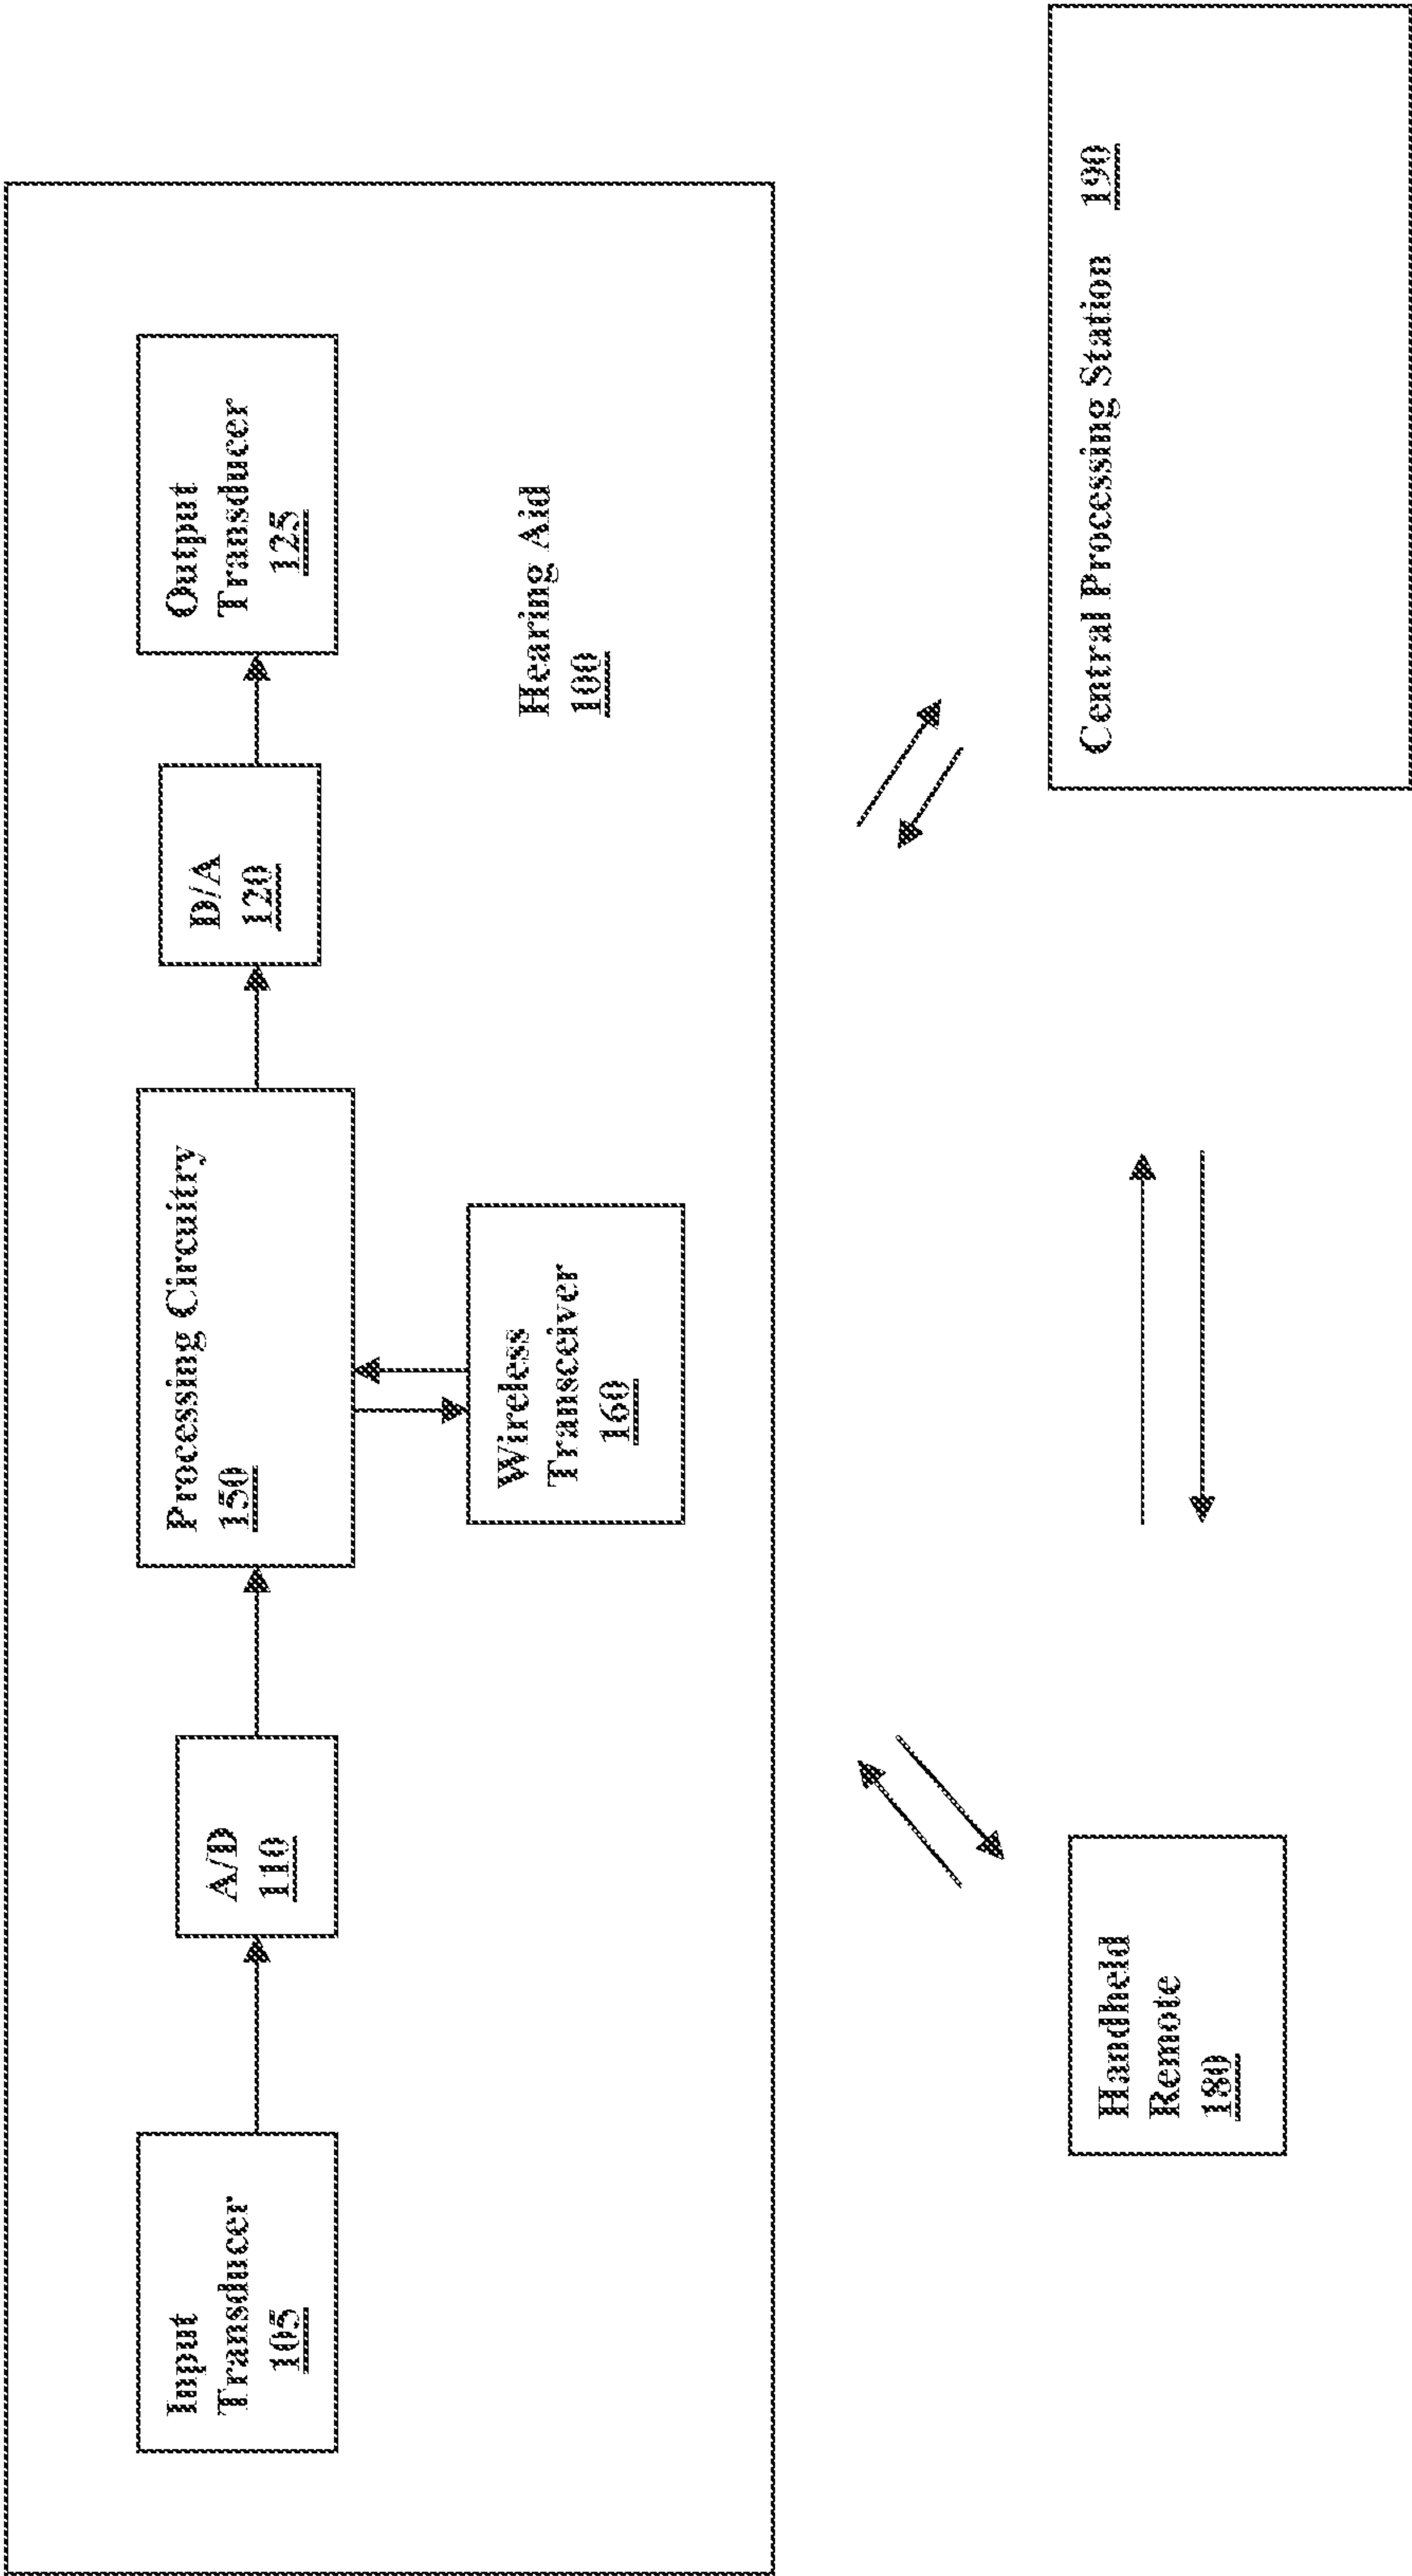 Input
Transducer
105
A/D
110
Processing Circuitry
150
D/A
120
Output
Transducer
125
Wireless
Transceiver
160
Hearing Aid
100
Handheld
Remote
180
Central Processing Station 190